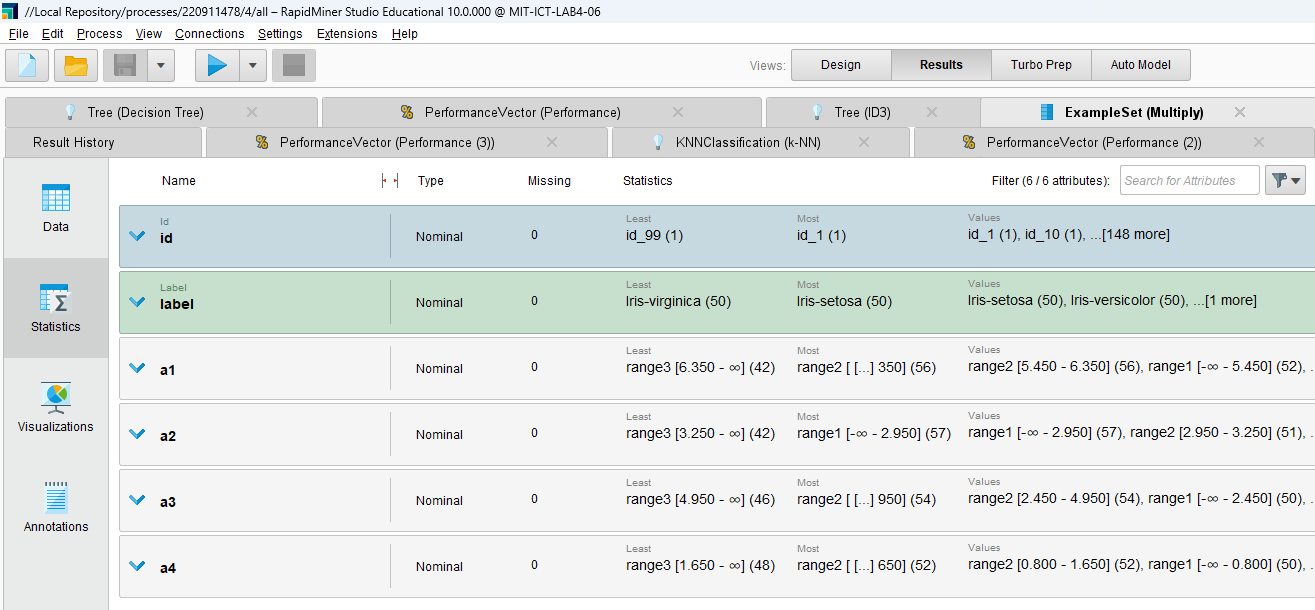 //Local Repository/processes/220911478/4/all – RapidMiner Studio Educational 10.0.000 @ MIT-ICT-LAB4-06
File Edit Process View Connections Settings Extensions Help
Views: Design Results Turbo Prep Auto Model
Tree (Decision Tree) PerformanceVector (Performance) Tree (ID3) ExampleSet (Multiply)
Result History PerformanceVector (Performance (3)) KNNClassification (k-NN) PerformanceVector (Performance (2))
Data
Statistics
Visualizations
Annotations
Name Type Missing Statistics Filter (6 / 6 attributes): Search for Attributes
Id Least Most Values
id Nominal 0 id_99 (1) id_1 (1) id_1 (1), id_10 (1), ...[148 more]
Label Least Most Values
label Nominal 0 Iris-virginica (50) Iris-setosa (50) Iris-setosa (50), Iris-versicolor (50), ...[1 more]
Least Most Values
a1 Nominal 0 range3 [6.350 - ∞] (42) range2 [ [...] 350] (56) range2 [5.450 - 6.350] (56), range1 [-∞ - 5.450] (52), .
Least Most Values
a2 Nominal 0 range3 [3.250 - ∞] (42) range1 [-∞ - 2.950] (57) range1 [-∞ - 2.950] (57), range2 [2.950 - 3.250] (51), .
Least Most Values
a3 Nominal 0 range3 [4.950 - ∞] (46) range2 [ [...] 950] (54) range2 [2.450 - 4.950] (54), range1 [-∞ - 2.450] (50), .
Least Most Values
a4 Nominal 0 range3 [1.650 - ∞] (48) range2 [ [...] 650] (52) range2 [0.800 - 1.650] (52), range1 [-∞ - 0.800] (50), .